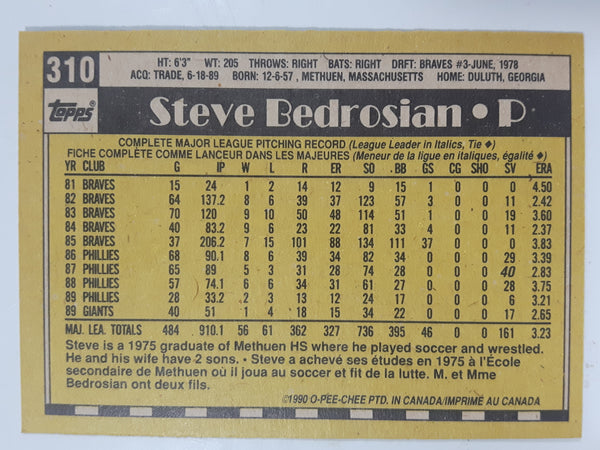 310
HT: 6'3" WT: 205 THROWS: RIGHT BATS: RIGHT DRFT: BRAVES #3-JUNE, 1978
ACQ: TRADE, 6-18-89 BORN: 12-6-57, METHUEN, MASSACHUSETTS HOME: DULUTH, GEORGIA
Topps®
Steve Bedrosian • P
COMPLETE MAJOR LEAGUE PITCHING RECORD (League Leader in Italics, Tie ♦)
FICHE COMPLÈTE COMME LANCEUR DANS LES MAJEURES (Meneur de la ligue en italiques, égalité ♦)
YR CLUB G IP W L R ER SO BB GS CG SHO SV ERA
81 BRAVES 15 24 1 2 14 12 9 15 1 0 0 0 4.50
82 BRAVES 64 137.2 8 6 39 37 123 57 3 0 0 11 2.42
83 BRAVES 70 120 9 10 50 48 114 51 1 0 0 19 3.60
84 BRAVES 40 83.2 9 6 23 22 81 33 4 0 0 11 2.37
85 BRAVES 37 206.2 7 15 101 88 134 111 37 0 0 0 3.83
86 PHILLIES 68 90.1 8 6 39 34 82 34 0 0 0 29 3.39
87 PHILLIES 65 89 5 3 31 28 74 28 0 0 0 40 2.83
88 PHILLIES 57 74.1 6 6 34 31 61 27 0 0 0 28 3.75
89 PHILLIES 28 33.2 2 3 13 12 24 17 0 0 0 6 3.21
89 GIANTS 40 51 1 4 18 15 34 22 0 0 0 17 2.65
MAJ. LEA. TOTALS 484 910.1 56 61 362 327 736 395 46 0 0 161 3.23
Steve is a 1975 graduate of Methuen HS where he played soccer and wrestled.
He and his wife have 2 sons. • Steve a achevé ses études en 1975 à l'École
secondaire de Methuen où il joua au soccer et fit de la lutte. M. et Mme
Bedrosian ont deux fils.
©1990 O-PEE-CHEE PTD. IN CANADA/IMPRIMÉ AU CANADA